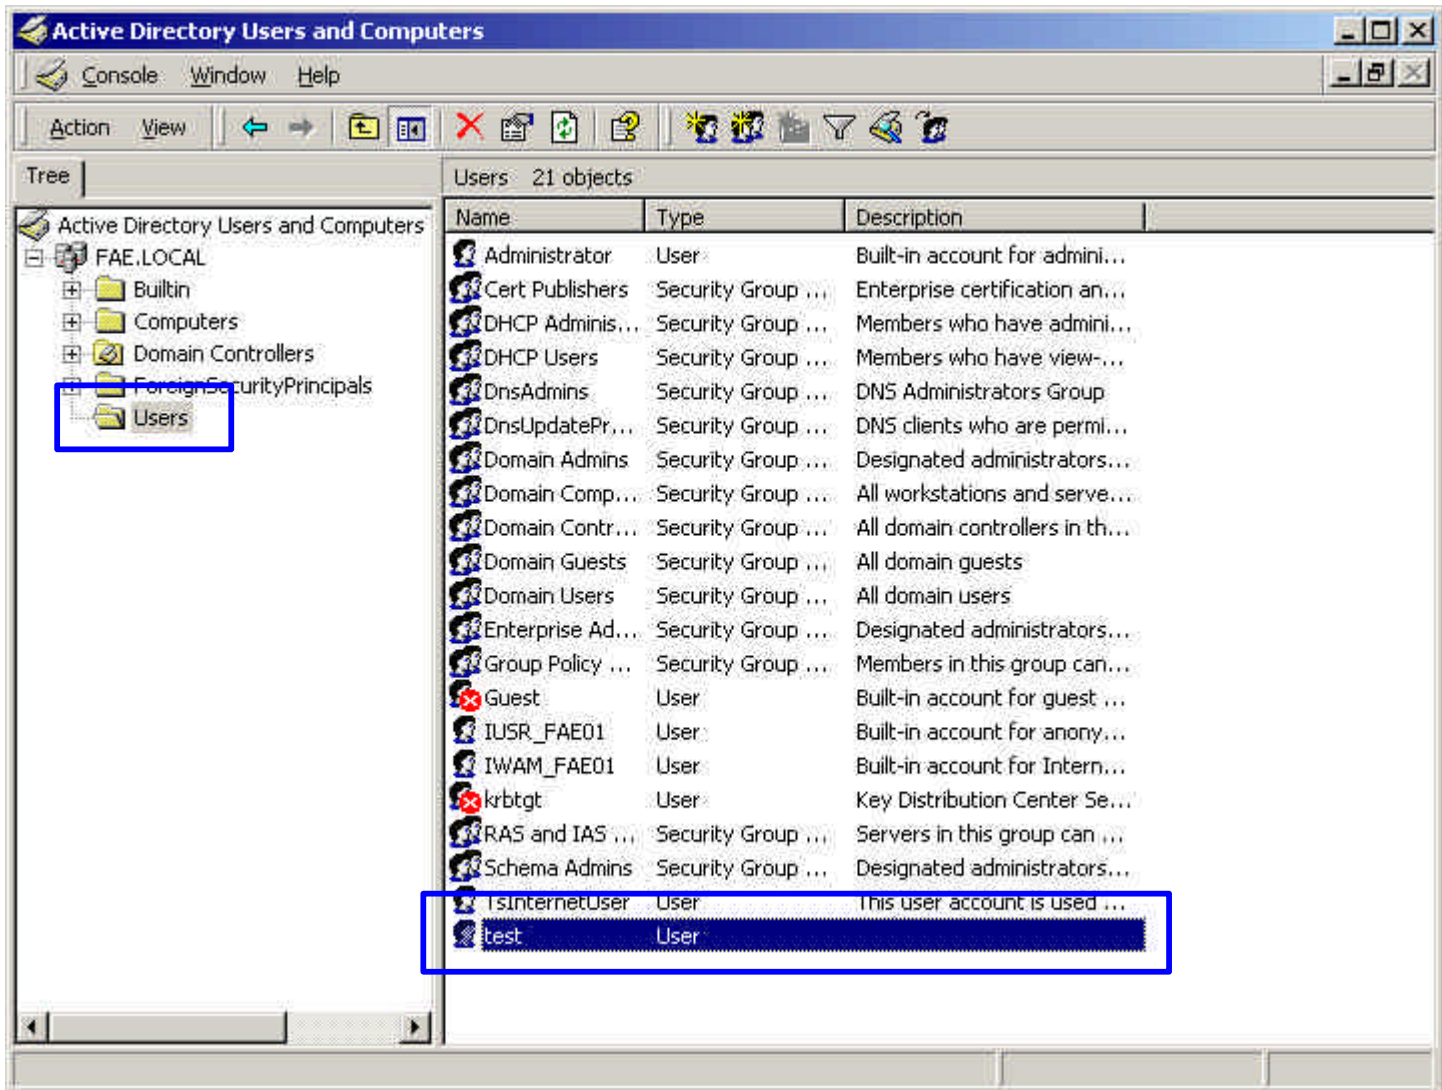 Active Directory Users and Computers
Console Window Help
Action View
Tree
Users 21 objects
Active Directory Users and Computers
FAE.LOCAL
Builtin
Computers
Domain Controllers
ForeignSecurityPrincipals
Users
Name Type Description
Administrator User Built-in account for admini...
Cert Publishers Security Group ... Enterprise certification an...
DHCP Adminis... Security Group ... Members who have admini...
DHCP Users Security Group ... Members who have view-...
DnsAdmins Security Group ... DNS Administrators Group
DnsUpdatePr... Security Group ... DNS clients who are permi...
Domain Admins Security Group ... Designated administrators...
Domain Comp... Security Group ... All workstations and serve...
Domain Contr... Security Group ... All domain controllers in th...
Domain Guests Security Group ... All domain guests
Domain Users Security Group ... All domain users
Enterprise Ad... Security Group ... Designated administrators...
Group Policy ... Security Group ... Members in this group can...
Guest User Built-in account for guest ...
IUSR_FAE01 User Built-in account for anony...
IWAM_FAE01 User Built-in account for Intern...
krbtgt User Key Distribution Center Se...
RAS and IAS ... Security Group ... Servers in this group can ...
Schema Admins Security Group ... Designated administrators...
TsInternetUser User This user account is used ...
test User